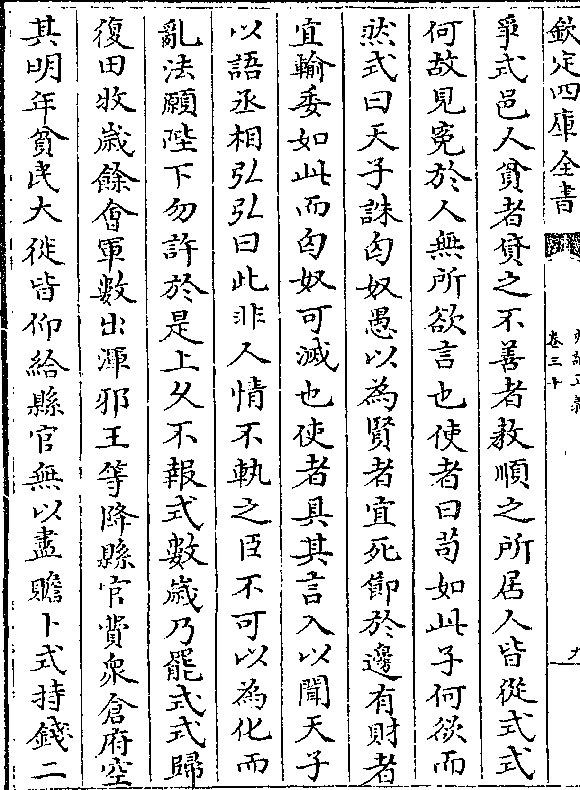 欽定四庫全書
史記正義
卷三十
九
爭式邑人貧者貸之不善者教順之所居人皆從式式
何故見寃於人無所欲言也使者曰茍如此子何欲而
然式曰天子誅匈奴愚以為賢者宜死節於邊有財者
宜輸委如此而匈奴可滅也使者具其言入以聞天子
以語丞相弘弘曰此非人情不軌之臣不可以為化而
亂法願陛下勿許於是上久不報式數歲乃罷式式歸
復田收歲餘會軍數出渾邪王等降縣官費衆倉府空
其明年貧民大徙皆仰給縣官無以盡贍卜式持錢二